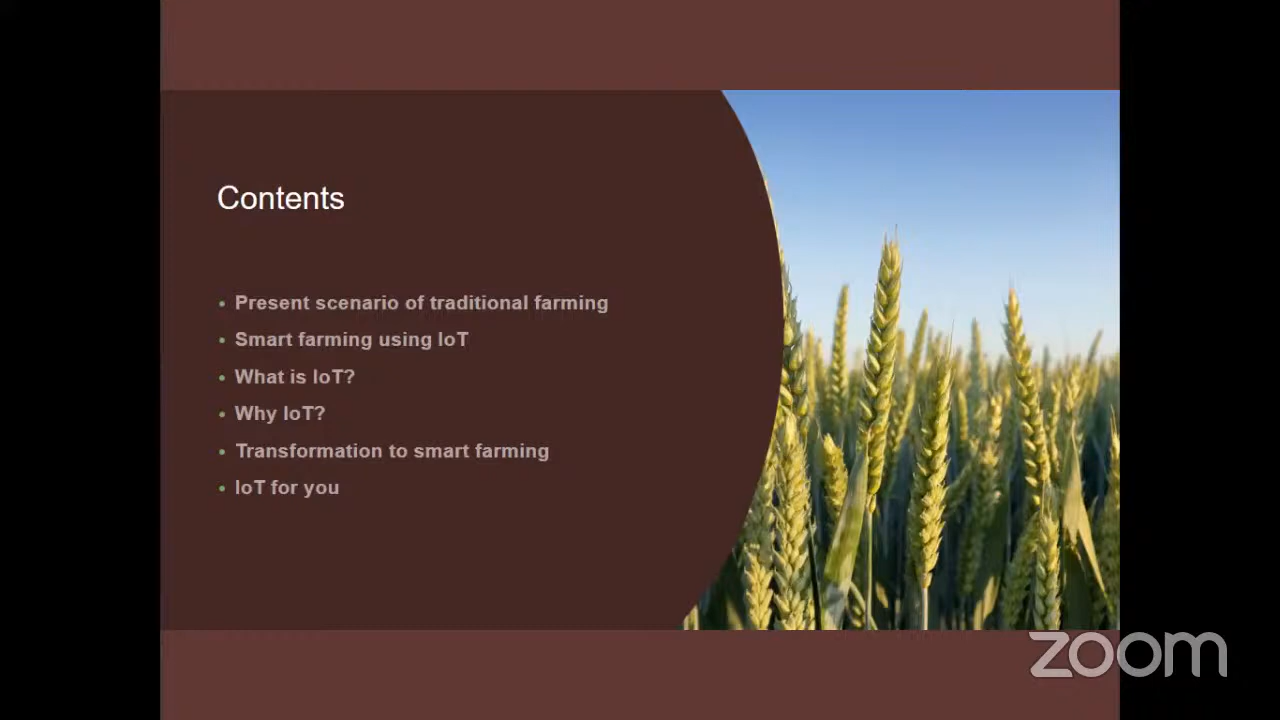 Contents
• Present scenario of traditional farming
• Smart farming using IoT
• What is IoT?
• Why IoT?
• Transformation to smart farming
• IoT for you
zoom